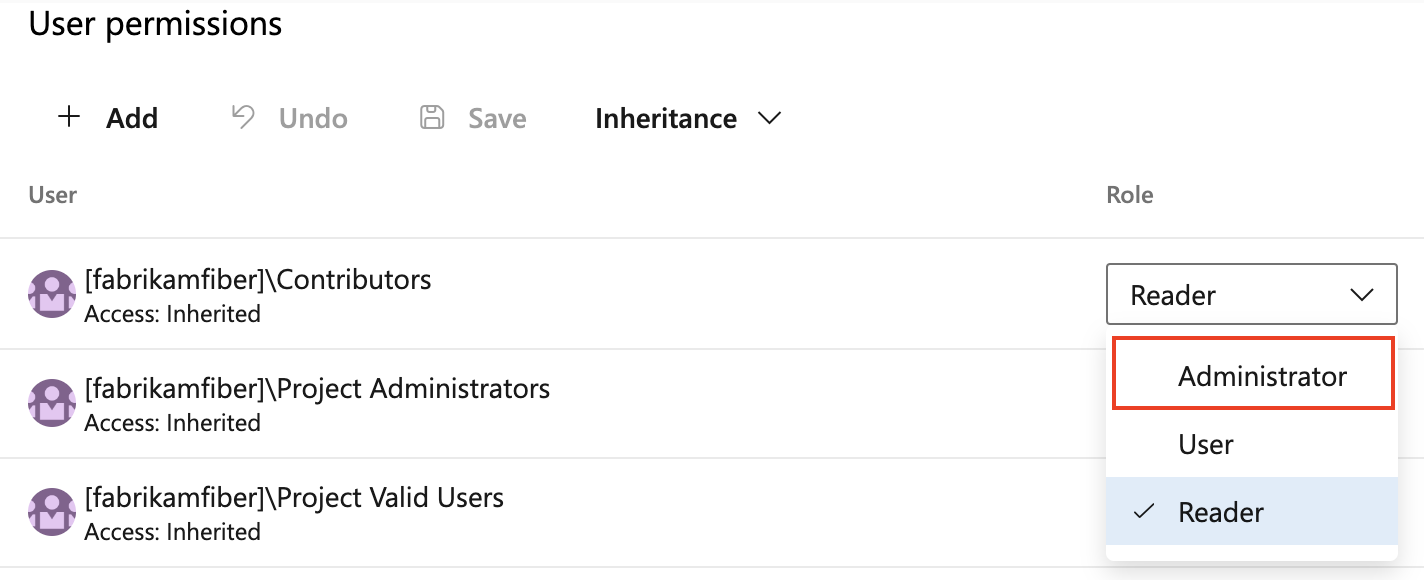 User permissions
Add Undo Save Inheritance
User Role
[fabrikamfiber]\Contributors
Access: Inherited
Reader
Administrator
User
Reader
[fabrikamfiber]\Project Administrators
Access: Inherited
[fabrikamfiber]\Project Valid Users
Access: Inherited